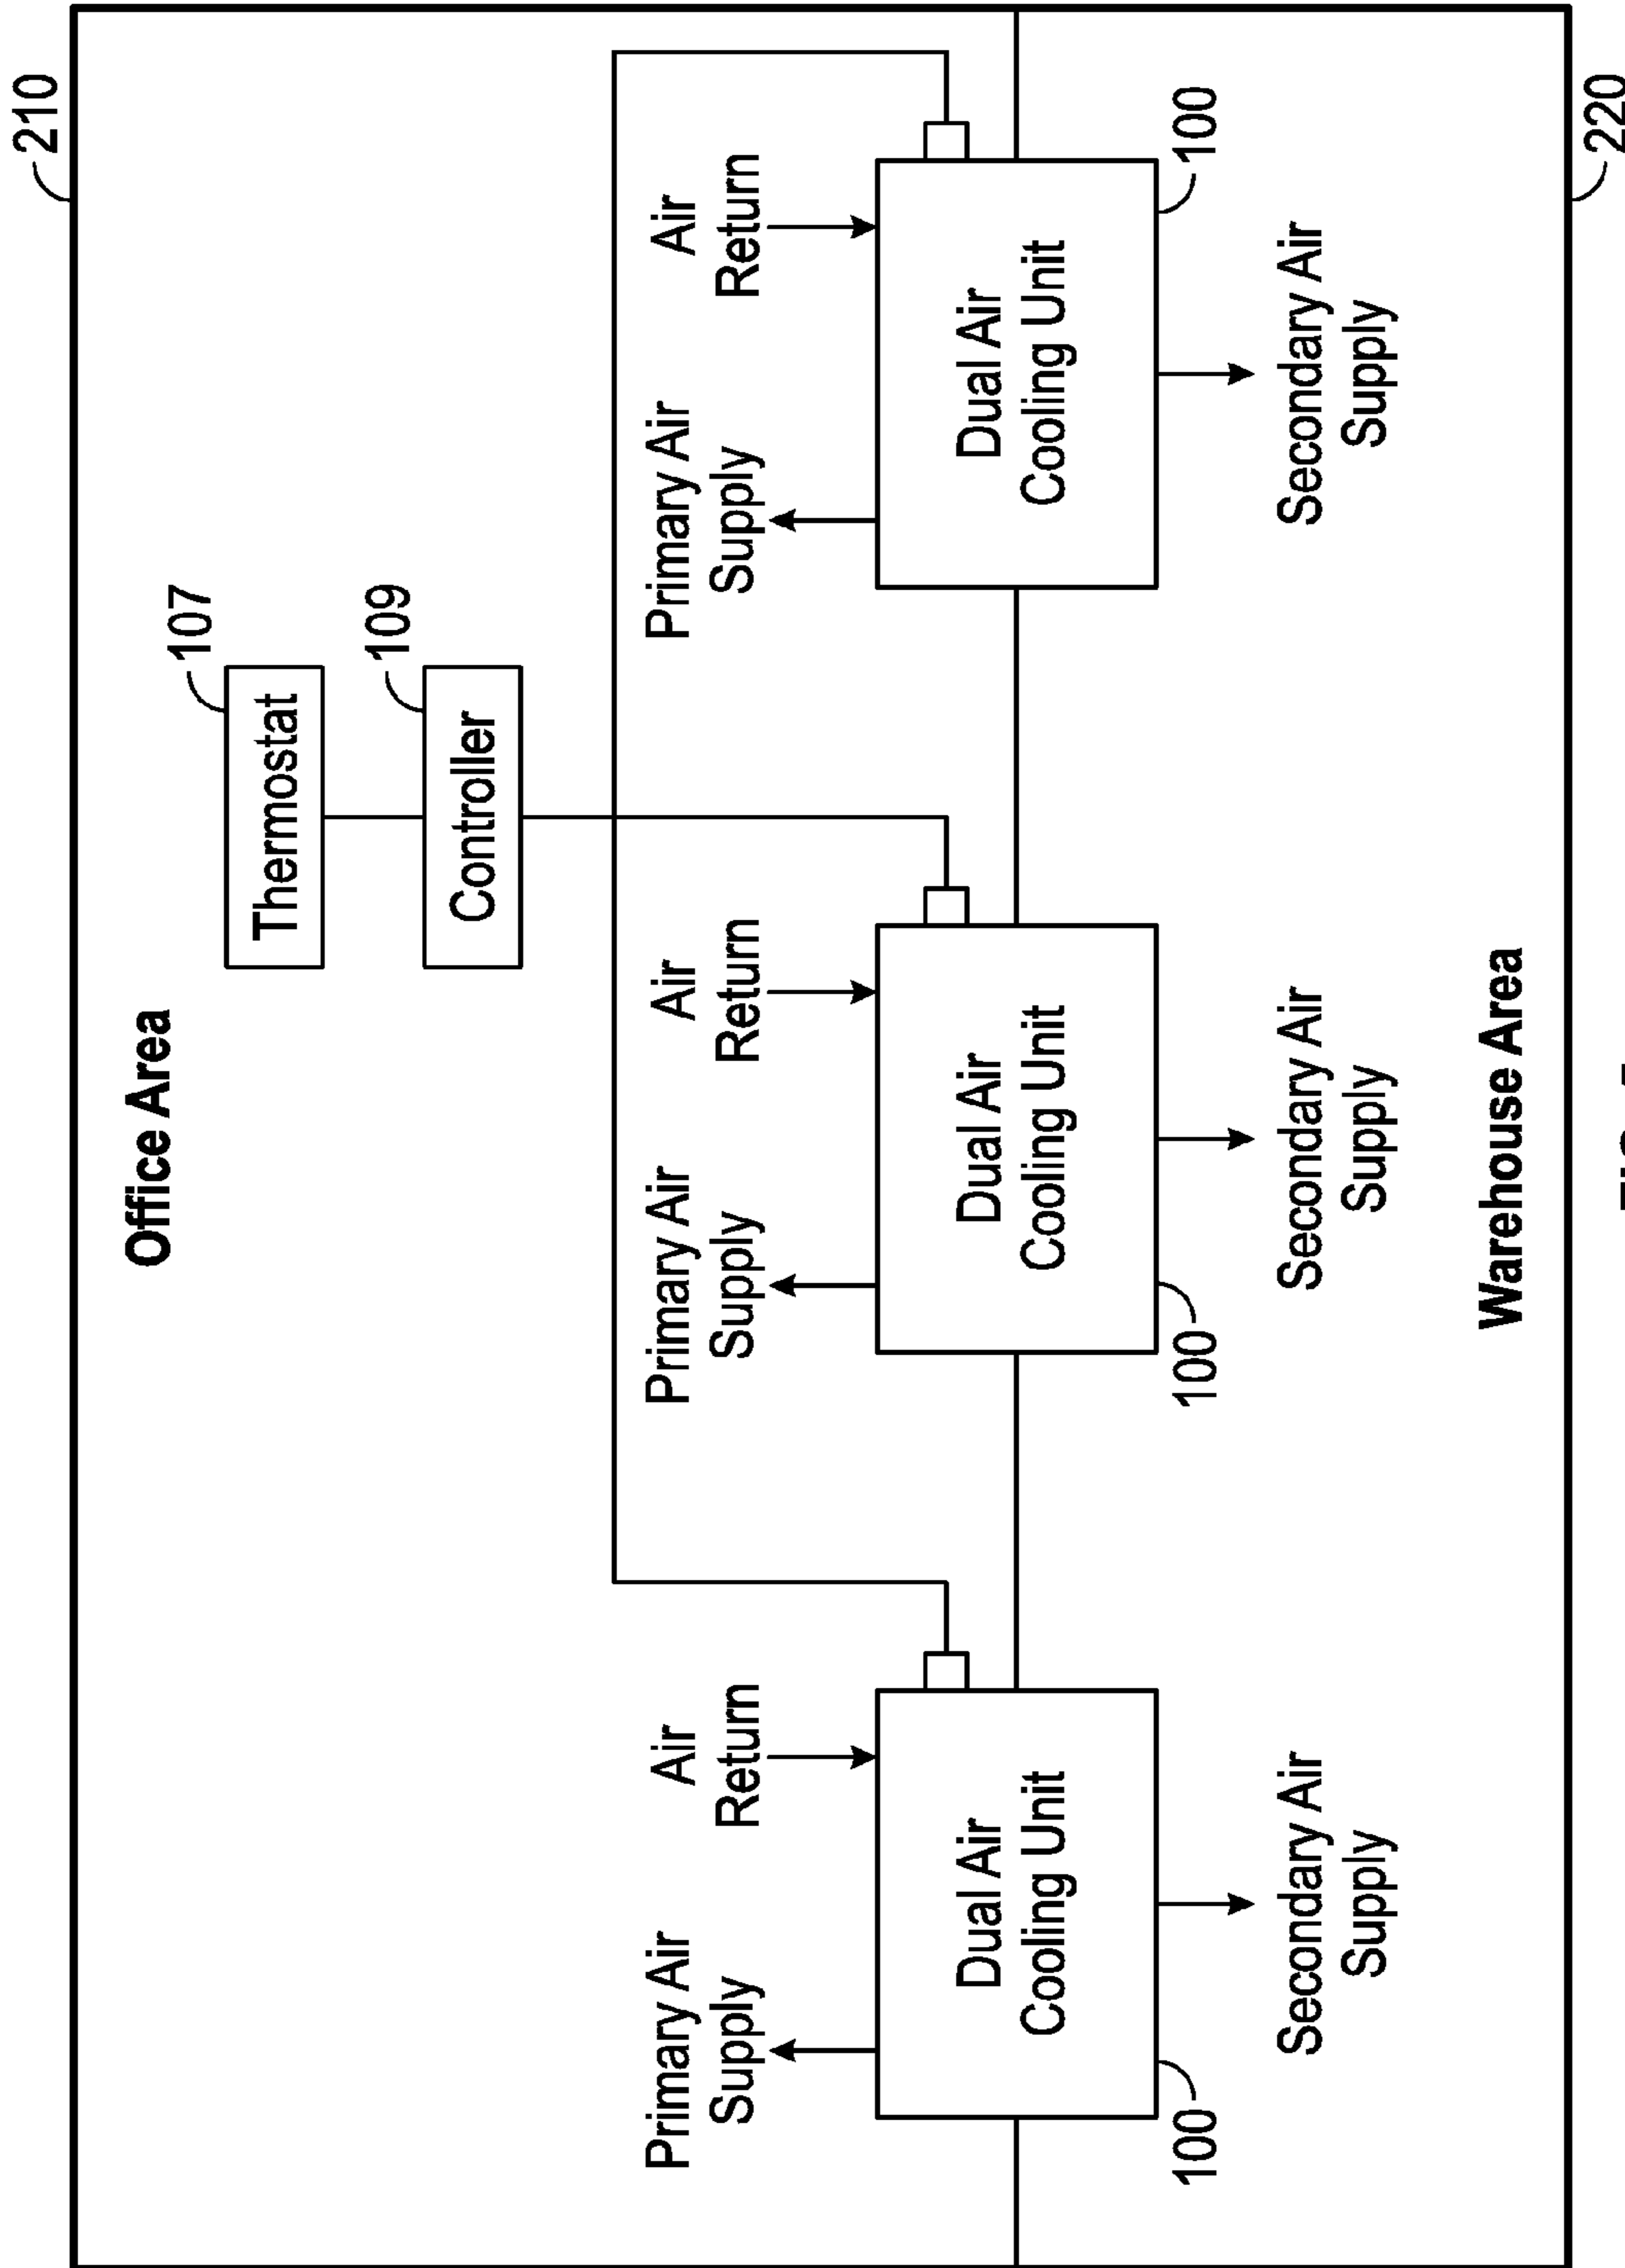 210
Office Area
107
Thermostat
109
Controller
Primary Air
Supply
Air
Return
Primary Air
Supply
Air
Return
Primary Air
Supply
Air
Return
Dual Air
Cooling Unit
Dual Air
Cooling Unit
Dual Air
Cooling Unit
100
100
100
Secondary Air
Supply
Secondary Air
Supply
Secondary Air
Supply
Warehouse Area
220
FIG.